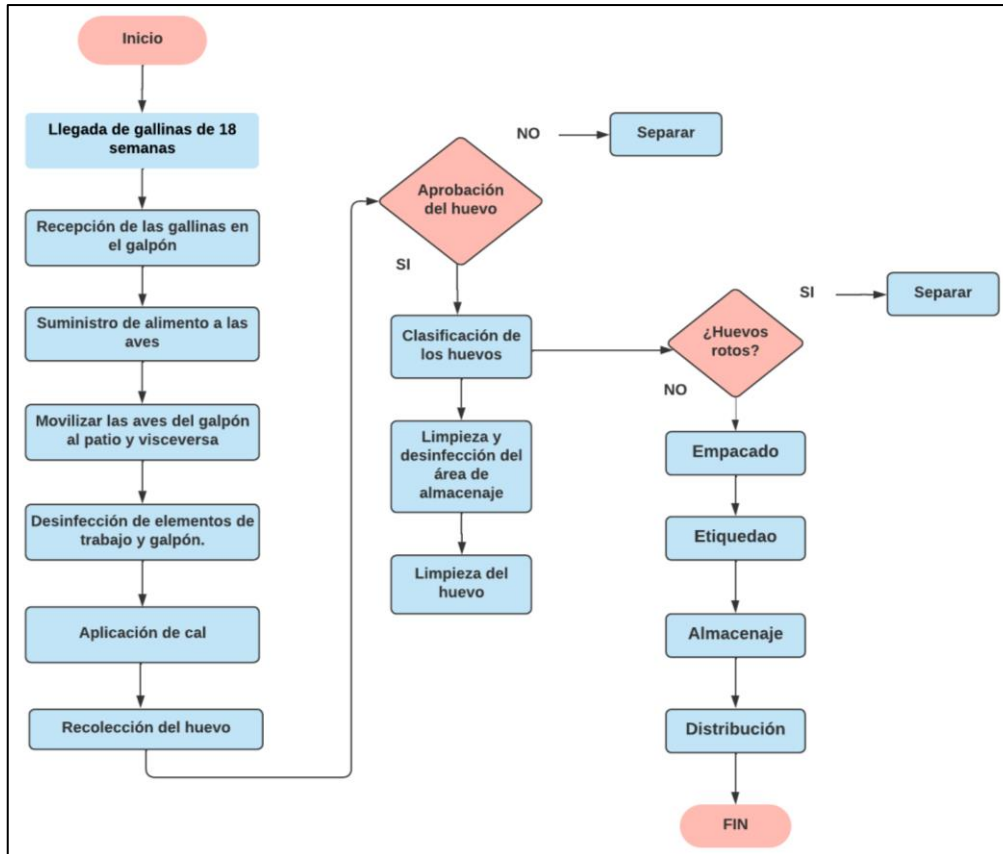 Inicio
Llegada de gallinas de 18
semanas
Recepción de las gallinas en
el galpón
Suministro de alimento a las
aves
Movilizar las aves del galpón
al patio y visceversa
Desinfección de elementos de
trabajo y galpón.
Aplicación de cal
Recolección del huevo
Aprobación
del huevo
NO
Separar
SI
Clasificación de
los huevos
Limpieza y
desinfección del
área de
almacenaje
Limpieza del
huevo
¿Huevos
rotos?
SI
Separar
NO
Empacado
Etiquedao
Almacenaje
Distribución
FIN